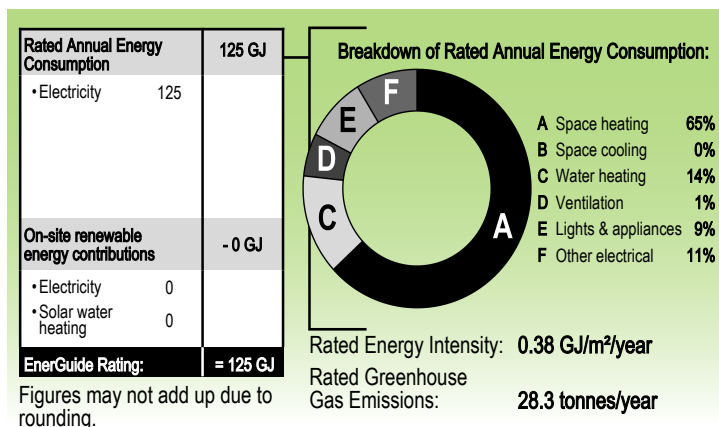 Rated Annual Energy
Consumption
125 GJ
• Electricity 125
On-site renewable
energy contributions
- 0 GJ
• Electricity 0
• Solar water
heating 0
EnerGuide Rating: = 125 GJ
Figures may not add up due to
rounding.
Breakdown of Rated Annual Energy Consumption:
F
E
D
C
A
A Space heating 65%
B Space cooling 0%
C Water heating 14%
D Ventilation 1%
E Lights & appliances 9%
F Other electrical 11%
Rated Energy Intensity: 0.38 GJ/m²/year
Rated Greenhouse
Gas Emissions: 28.3 tonnes/year